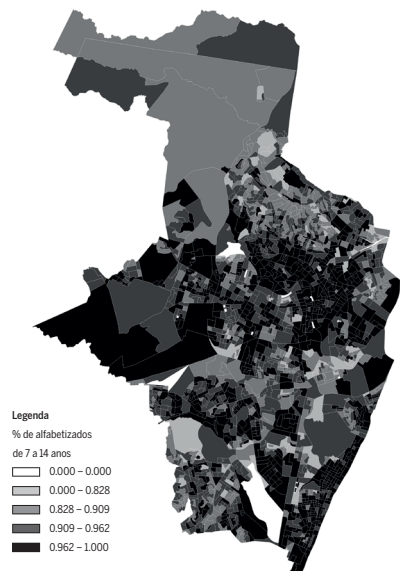 Legenda
% de alfabetizados
de 7 a 14 anos
0.000 – 0.000
0.000 – 0.828
0.828 – 0.909
0.909 – 0.962
0.962 – 1.000